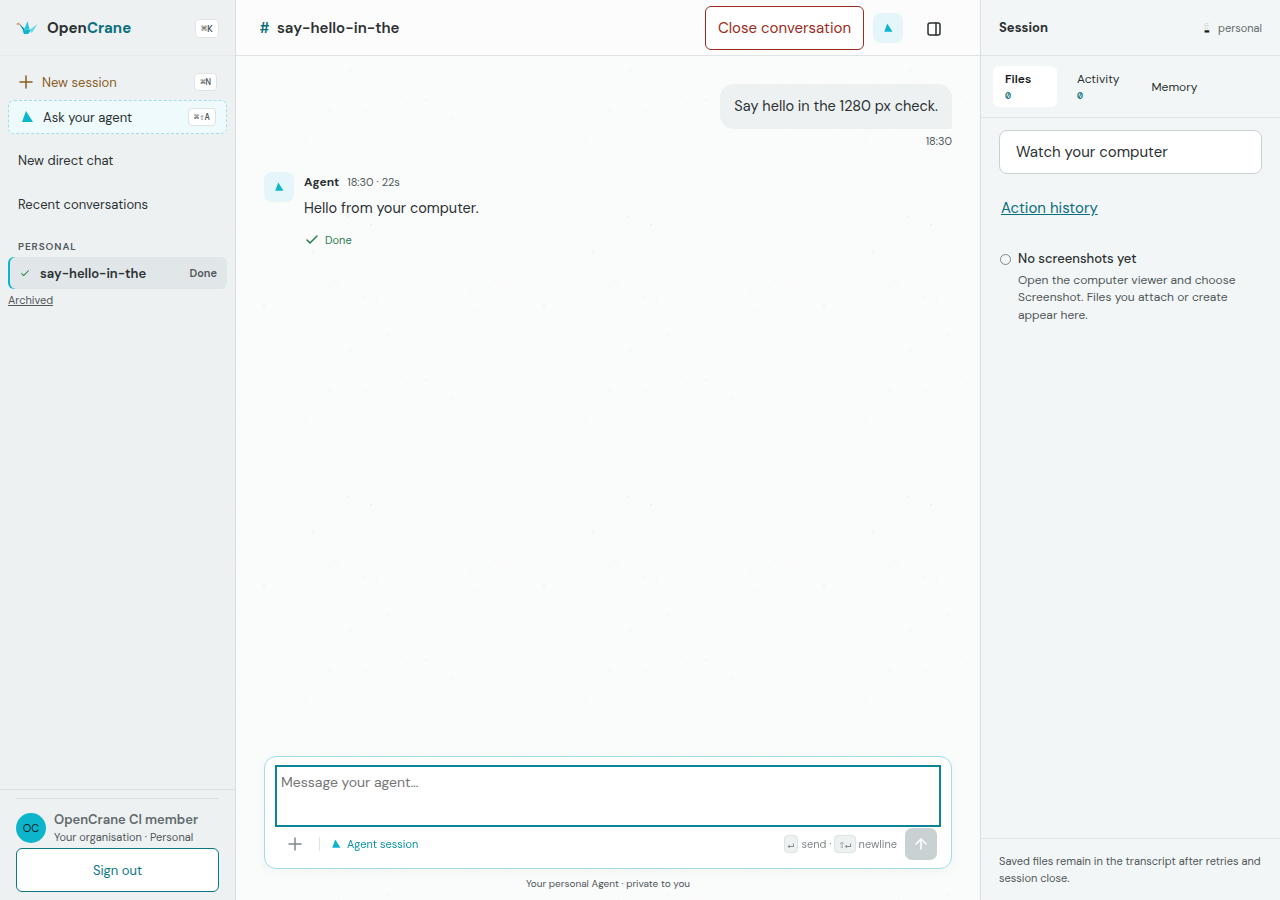 OpenCrane
⌘K
New session
⌘N
Ask your agent
⌘⇧A
New direct chat
Recent conversations
PERSONAL
say-hello-in-the
Done
Archived
OC
OpenCrane CI member
Your organisation · Personal
Sign out
# say-hello-in-the
Close conversation
Say hello in the 1280 px check.
18:30
Agent 18:30 · 22s
Hello from your computer.
Done
Message your agent…
Agent session
↵ send · ⇧↵ newline
Your personal Agent · private to you
Session
personal
Files
0
Activity
0
Memory
Watch your computer
Action history
No screenshots yet
Open the computer viewer and choose
Screenshot. Files you attach or create
appear here.
Saved files remain in the transcript after retries and
session close.